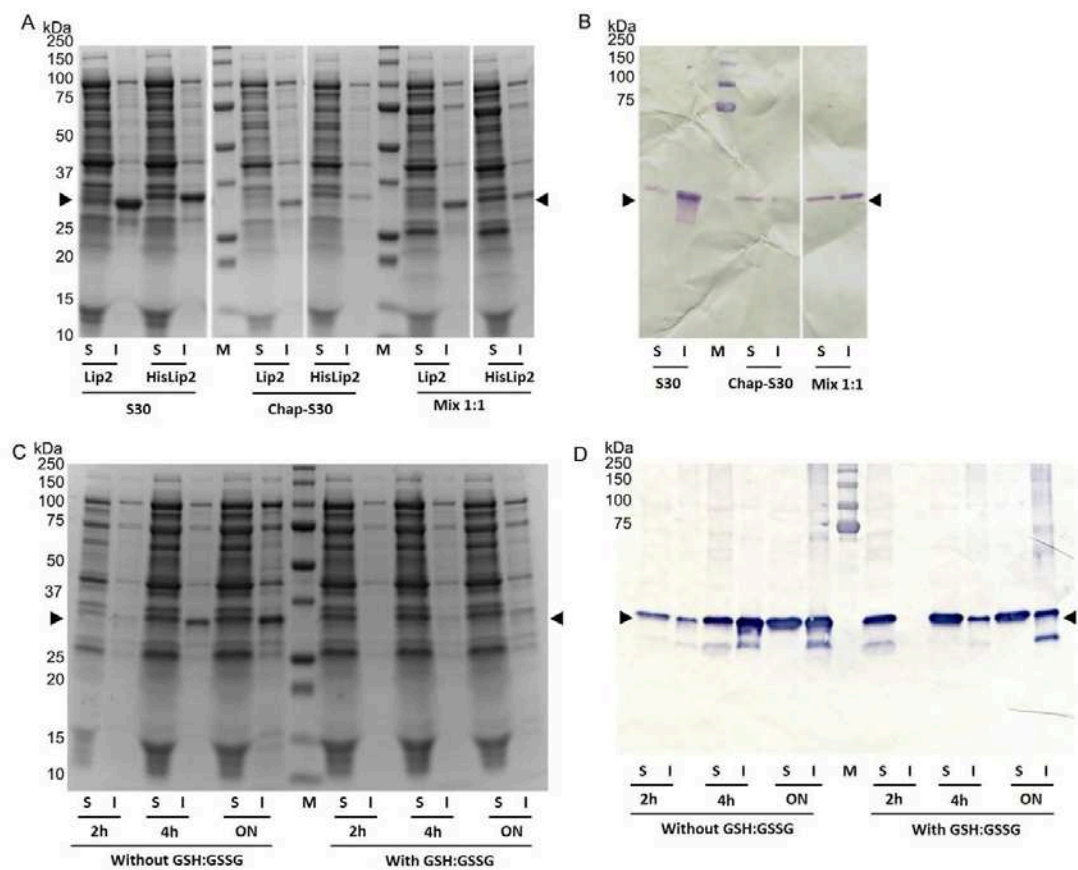 A
kDa
250
150
100
75
50
37
25
20
15
10
S I S I M S I S I M S I S I
Lip2 HisLip2 Lip2 HisLip2 Lip2 HisLip2
S30 Chap-S30 Mix 1:1
B
kDa
250
150
100
75
S I M S I S I
S30 Chap-S30 Mix 1:1
C
kDa
250
150
100
75
50
37
25
20
15
10
S I S I S I M S I S I S I
2h 4h ON 2h 4h ON
Without GSH:GSSG With GSH:GSSG
D
kDa
250
150
100
75
S I S I S I M S I S I S I
2h 4h ON 2h 4h ON
Without GSH:GSSG With GSH:GSSG